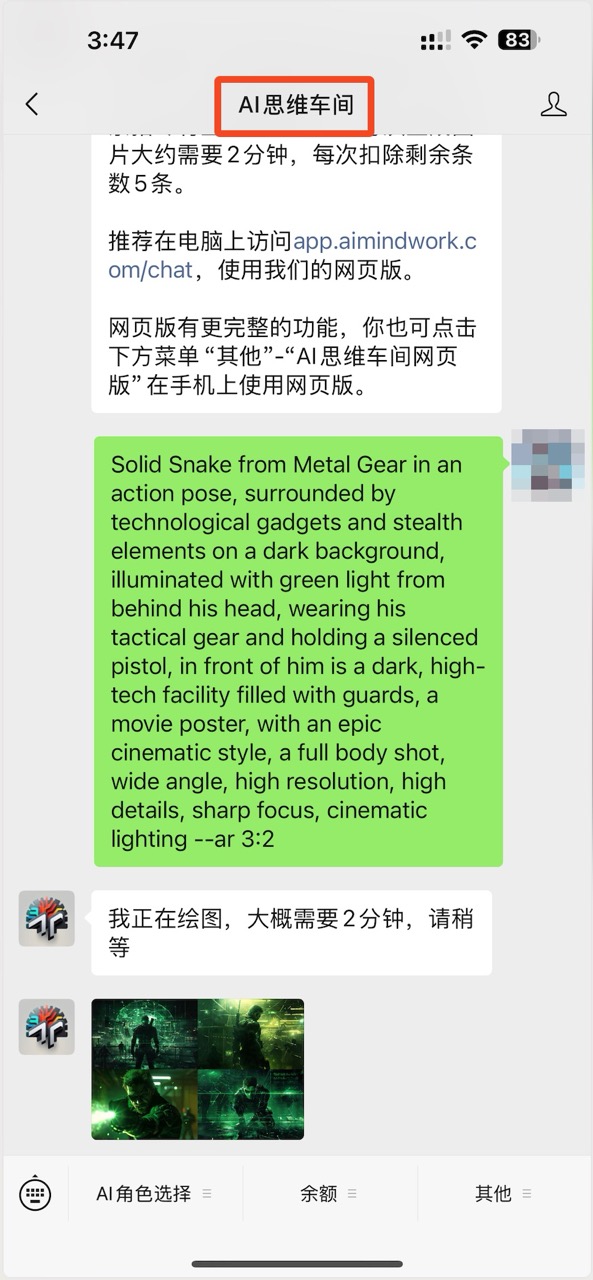 3:47
83
AI思维车间
片大约需要2分钟，每次扣除剩余条
数5条。
推荐在电脑上访问app.aimindwork.c
om/chat，使用我们的网页版。
网页版有更完整的功能，你也可点击
下方菜单“其他”-“AI思维车间网页
版”在手机上使用网页版。
Solid Snake from Metal Gear in an
action pose, surrounded by
technological gadgets and stealth
elements on a dark background,
illuminated with green light from
behind his head, wearing his
tactical gear and holding a silenced
pistol, in front of him is a dark, high-
tech facility filled with guards, a
movie poster, with an epic
cinematic style, a full body shot,
wide angle, high resolution, high
details, sharp focus, cinematic
lighting --ar 3:2
我正在绘图，大概需要2分钟，请稍
等
AI角色选择
余额
其他